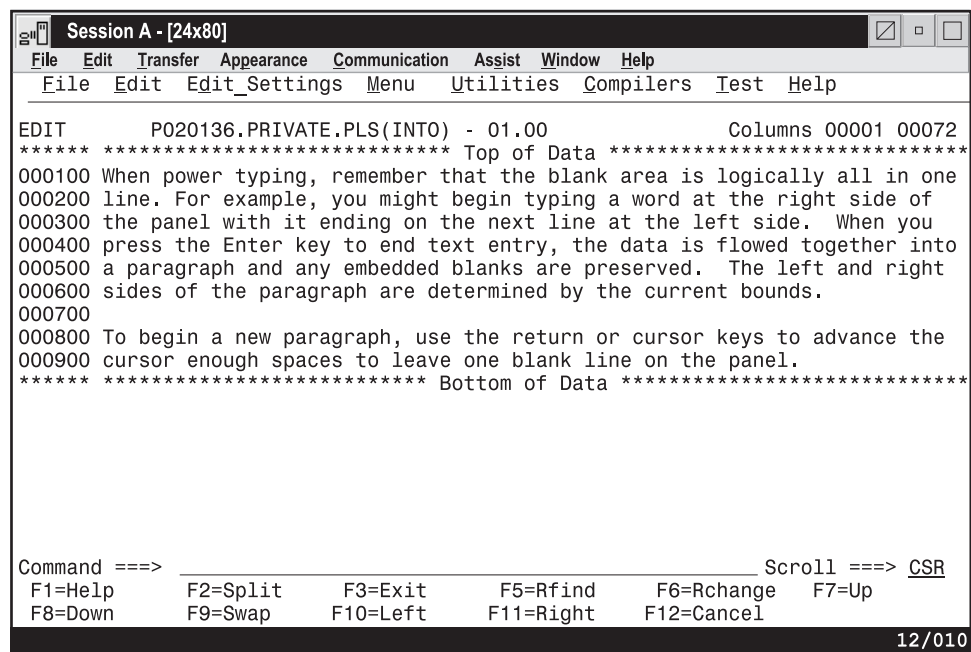 Session A - [24x80]
File Edit Transfer Appearance Communication Assist Window Help
File Edit Edit_Settings Menu Utilities Compilers Test Help
EDIT PO20136.PRIVATE.PLS(INTO) - 01.00 Columns 00001 00072
****** ***************************** Top of Data ******************************
000100 When power typing, remember that the blank area is logically all in one
000200 line. For example, you might begin typing a word at the right side of
000300 the panel with it ending on the next line at the left side.  When you
000400 press the Enter key to end text entry, the data is flowed together into
000500 a paragraph and any embedded blanks are preserved.  The left and right
000600 sides of the paragraph are determined by the current bounds.
000700
000800 To begin a new paragraph, use the return or cursor keys to advance the
000900 cursor enough spaces to leave one blank line on the panel.
****** *************************** Bottom of Data *****************************
Command ===> Scroll ===> CSR
F1=Help F2=Split F3=Exit F5=Rfind F6=Rchange F7=Up
F8=Down F9=Swap F10=Left F11=Right F12=Cancel
12/010